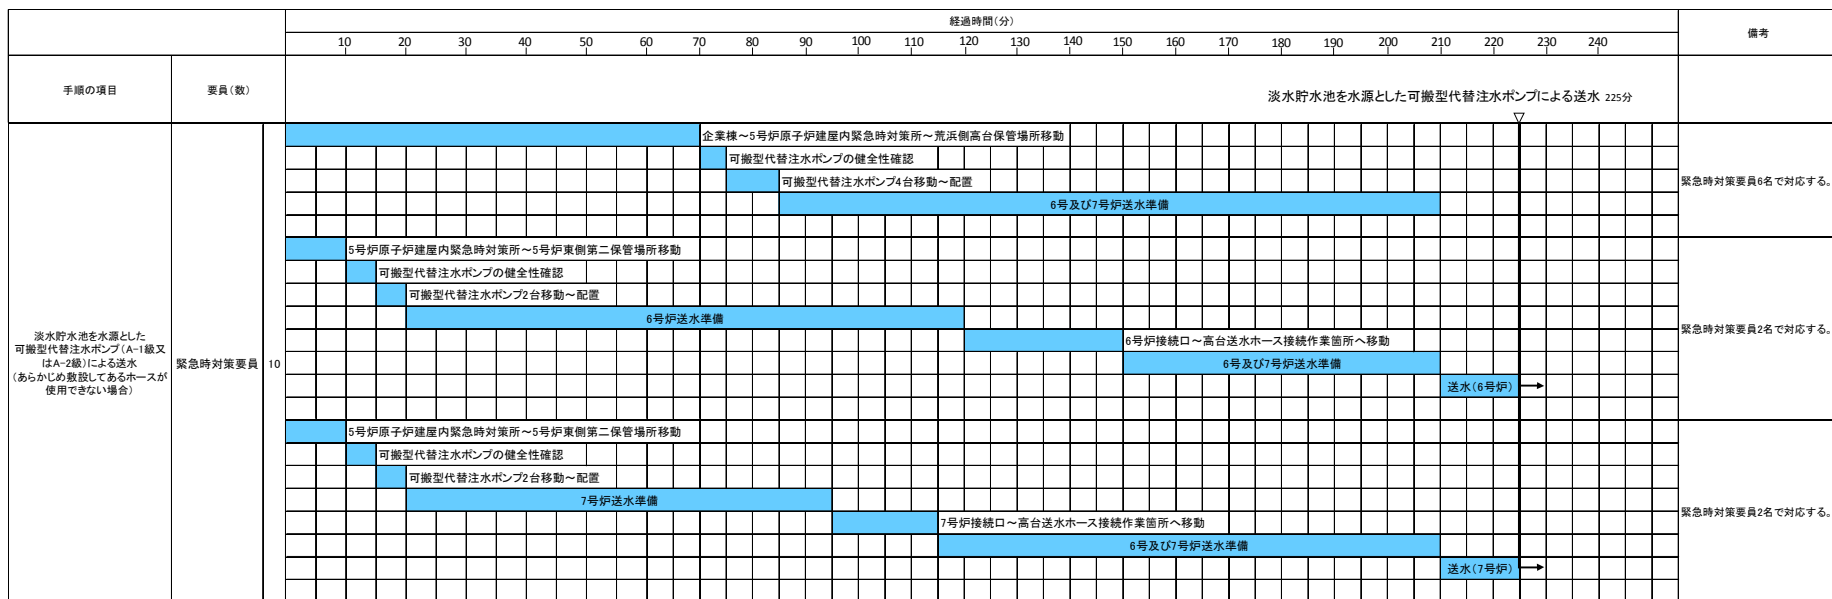 経過時間(分)
備考
10 20 30 40 50 60 70 80 90 100 110 120 130 140 150 160 170 180 190 200 210 220 230 240
手順の項目
要員(数)
淡水貯水池を水源とした可搬型代替注水ポンプによる送水 225分
▽
企業棟～5号炉原子炉建屋内緊急時対策所～荒浜側高台保管場所移動
可搬型代替注水ポンプの健全性確認
可搬型代替注水ポンプ4台移動～配置
緊急時対策要員6名で対応する。
6号及び7号炉送水準備
5号炉原子炉建屋内緊急時対策所～5号炉東側第二保管場所移動
可搬型代替注水ポンプの健全性確認
可搬型代替注水ポンプ2台移動～配置
6号炉送水準備
緊急時対策要員2名で対応する。
6号炉接続口～高台送水ホース接続作業箇所へ移動
6号及び7号炉送水準備
送水(6号炉)
淡水貯水池を水源とした
可搬型代替注水ポンプ(A-1級又
はA-2級)による送水
(あらかじめ敷設してあるホースが
使用できない場合)
緊急時対策要員
10
5号炉原子炉建屋内緊急時対策所～5号炉東側第二保管場所移動
可搬型代替注水ポンプの健全性確認
可搬型代替注水ポンプ2台移動～配置
7号炉送水準備
緊急時対策要員2名で対応する。
7号炉接続口～高台送水ホース接続作業箇所へ移動
6号及び7号炉送水準備
送水(7号炉)